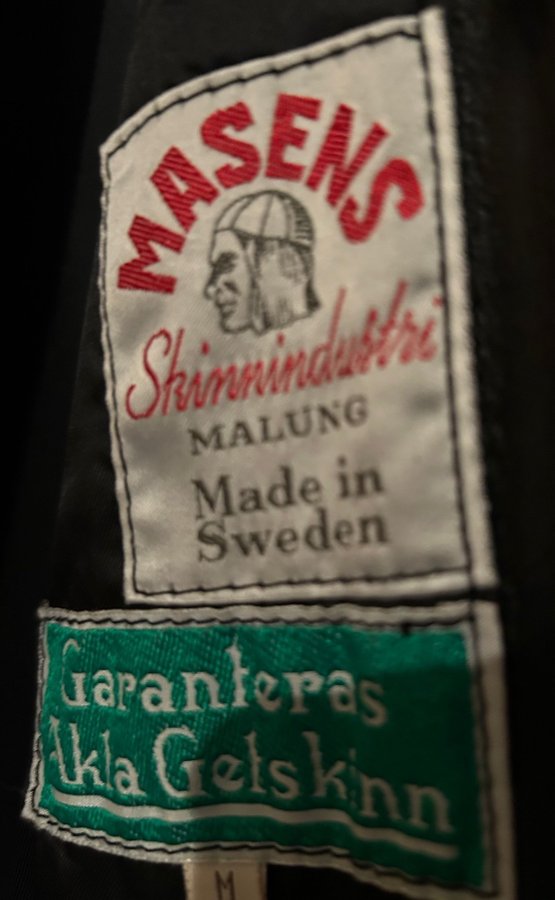 MASENS
Skinnindustri
MALUNG
Made in
Sweden
Garanteras
Äkta Getskinn
M